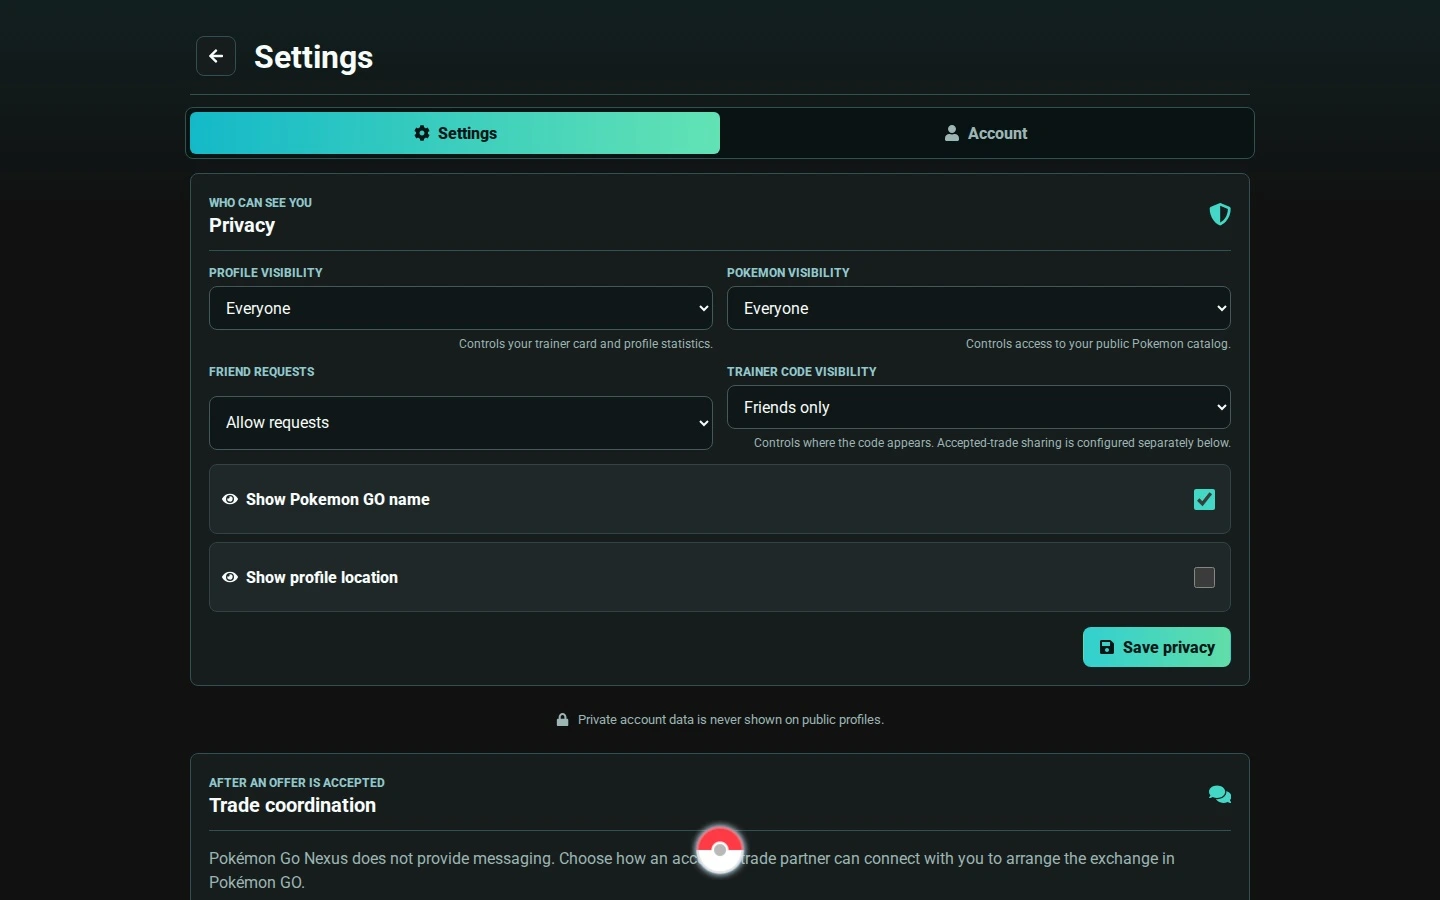 Settings
Settings
Account
WHO CAN SEE YOU
Privacy
PROFILE VISIBILITY
Everyone
Controls your trainer card and profile statistics.
POKEMON VISIBILITY
Everyone
Controls access to your public Pokemon catalog.
FRIEND REQUESTS
Allow requests
TRAINER CODE VISIBILITY
Friends only
Controls where the code appears. Accepted-trade sharing is configured separately below.
Show Pokemon GO name
Show profile location
Save privacy
Private account data is never shown on public profiles.
AFTER AN OFFER IS ACCEPTED
Trade coordination
Pokémon Go Nexus does not provide messaging. Choose how an trade partner can connect with you to arrange the exchange in
Pokémon GO.